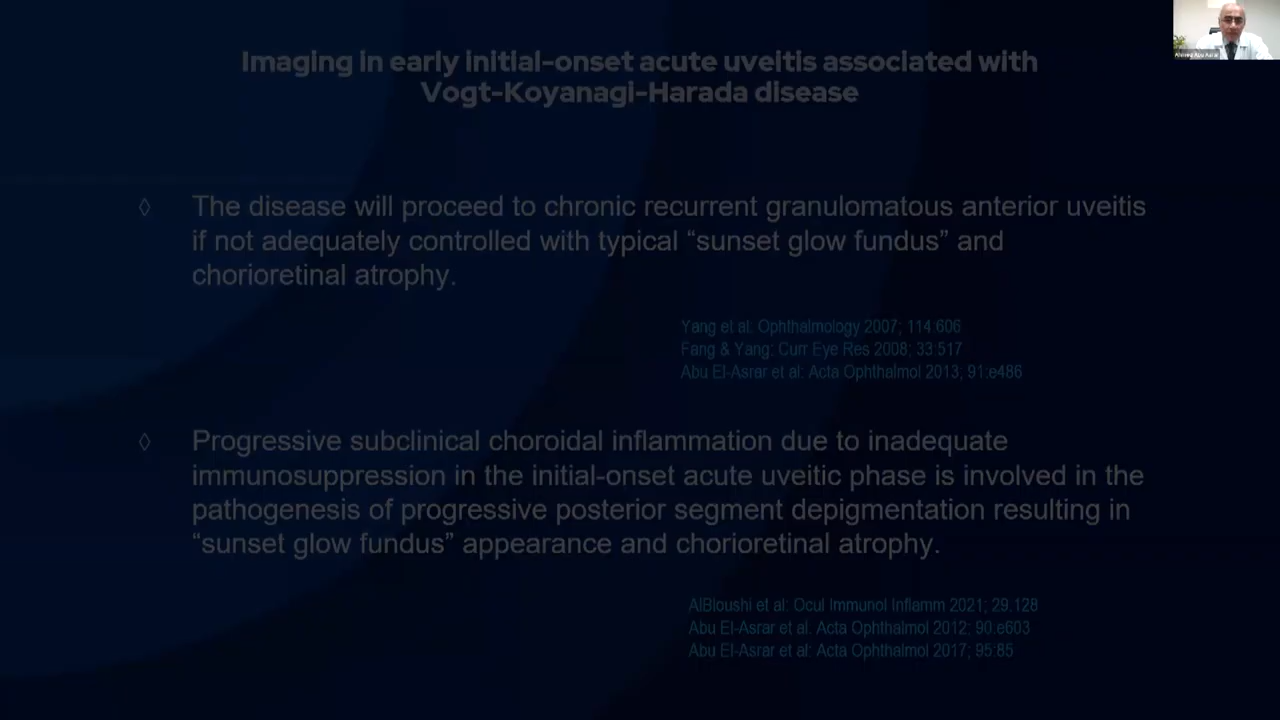 Imaging in early initial-onset acute uveitis associated with
Vogt-Koyanagi-Harada disease
◊ The disease will proceed to chronic recurrent granulomatous anterior uveitis
if not adequately controlled with typical “sunset glow fundus” and
chorioretinal atrophy.
Yang et al: Ophthalmology 2007; 114:606
Fang & Yang: Curr Eye Res 2008; 33:517
Abu El-Asrar et al: Acta Ophthalmol 2013; 91:e486
◊ Progressive subclinical choroidal inflammation due to inadequate
immunosuppression in the initial-onset acute uveitic phase is involved in the
pathogenesis of progressive posterior segment depigmentation resulting in
“sunset glow fundus” appearance and chorioretinal atrophy.
AlBloushi et al: Ocul Immunol Inflamm 2021; 29:128
Abu El-Asrar et al. Acta Ophthalmol 2012; 90:e603
Abu El-Asrar et al: Acta Ophthalmol 2017; 95:85